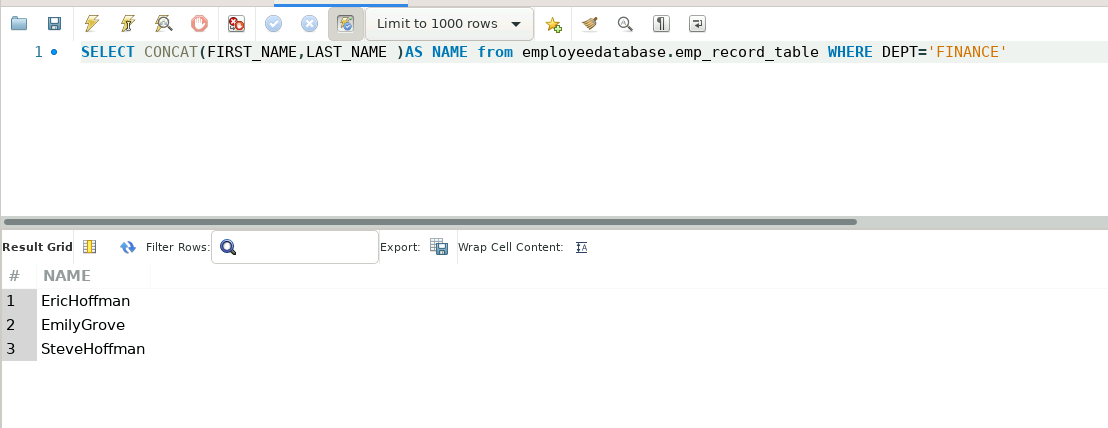 Limit to 1000 rows
1 SELECT CONCAT(FIRST_NAME,LAST_NAME )AS NAME from employeedatabase.emp_record_table WHERE DEPT='FINANCE'
Result Grid Filter Rows: Export: Wrap Cell Content:
# NAME
1 EricHoffman
2 EmilyGrove
3 SteveHoffman